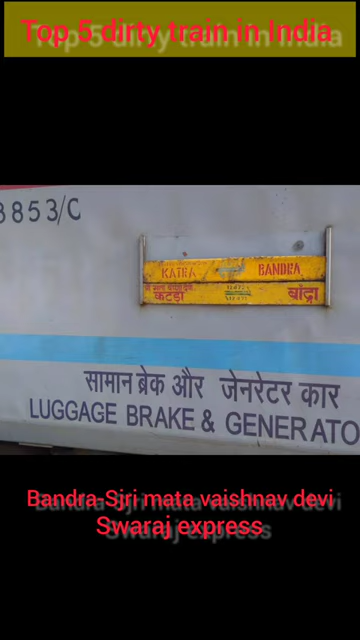 Top 5 dirty train in India
3853/C
KATRA BANDRA
कटड़ा बांद्रा
सामान ब्रेक और जेनरेटर कार
LUGGAGE BRAKE & GENERATO
Bandra-Sjri mata vaishnav devi
Swaraj express